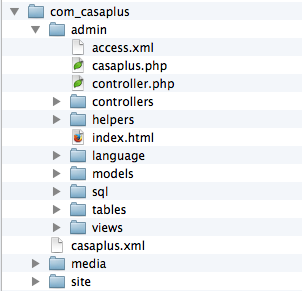 com_casaplus
admin
access.xml
casaplus.php
controller.php
controllers
helpers
index.html
language
models
sql
tables
views
casaplus.xml
media
site